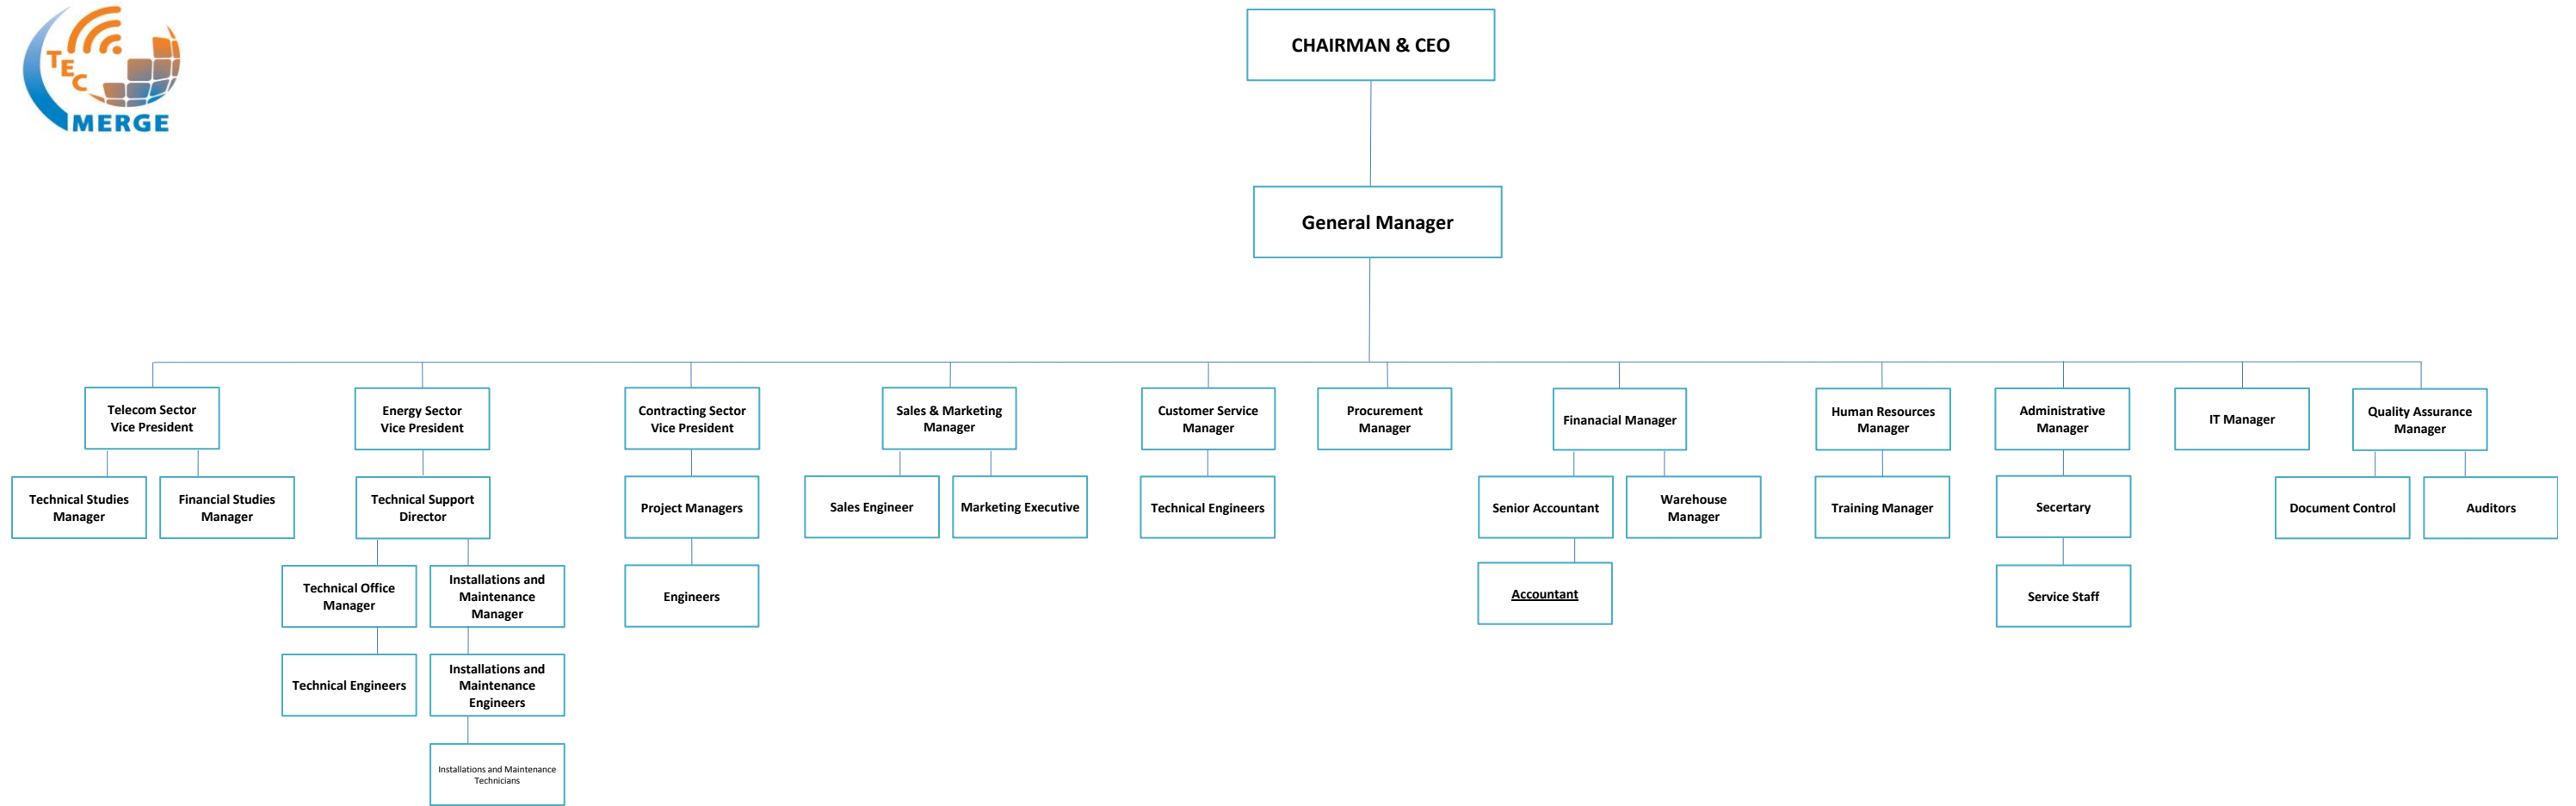 TEC
MERGE
CHAIRMAN & CEO
General Manager
Telecom Sector
Vice President
Energy Sector
Vice President
Contracting Sector
Vice President
Sales & Marketing
Manager
Customer Service
Manager
Procurement
Manager
Finanacial Manager
Human Resources
Manager
Administrative
Manager
IT Manager
Quality Assurance
Manager
Technical Studies
Manager
Financial Studies
Manager
Technical Support
Director
Project Managers
Sales Engineer
Marketing Executive
Technical Engineers
Senior Accountant
Warehouse
Manager
Training Manager
Secertary
Document Control
Auditors
Technical Office
Manager
Installations and
Maintenance
Manager
Engineers
Accountant
Service Staff
Technical Engineers
Installations and
Maintenance
Engineers
Installations and Maintenance
Technicians